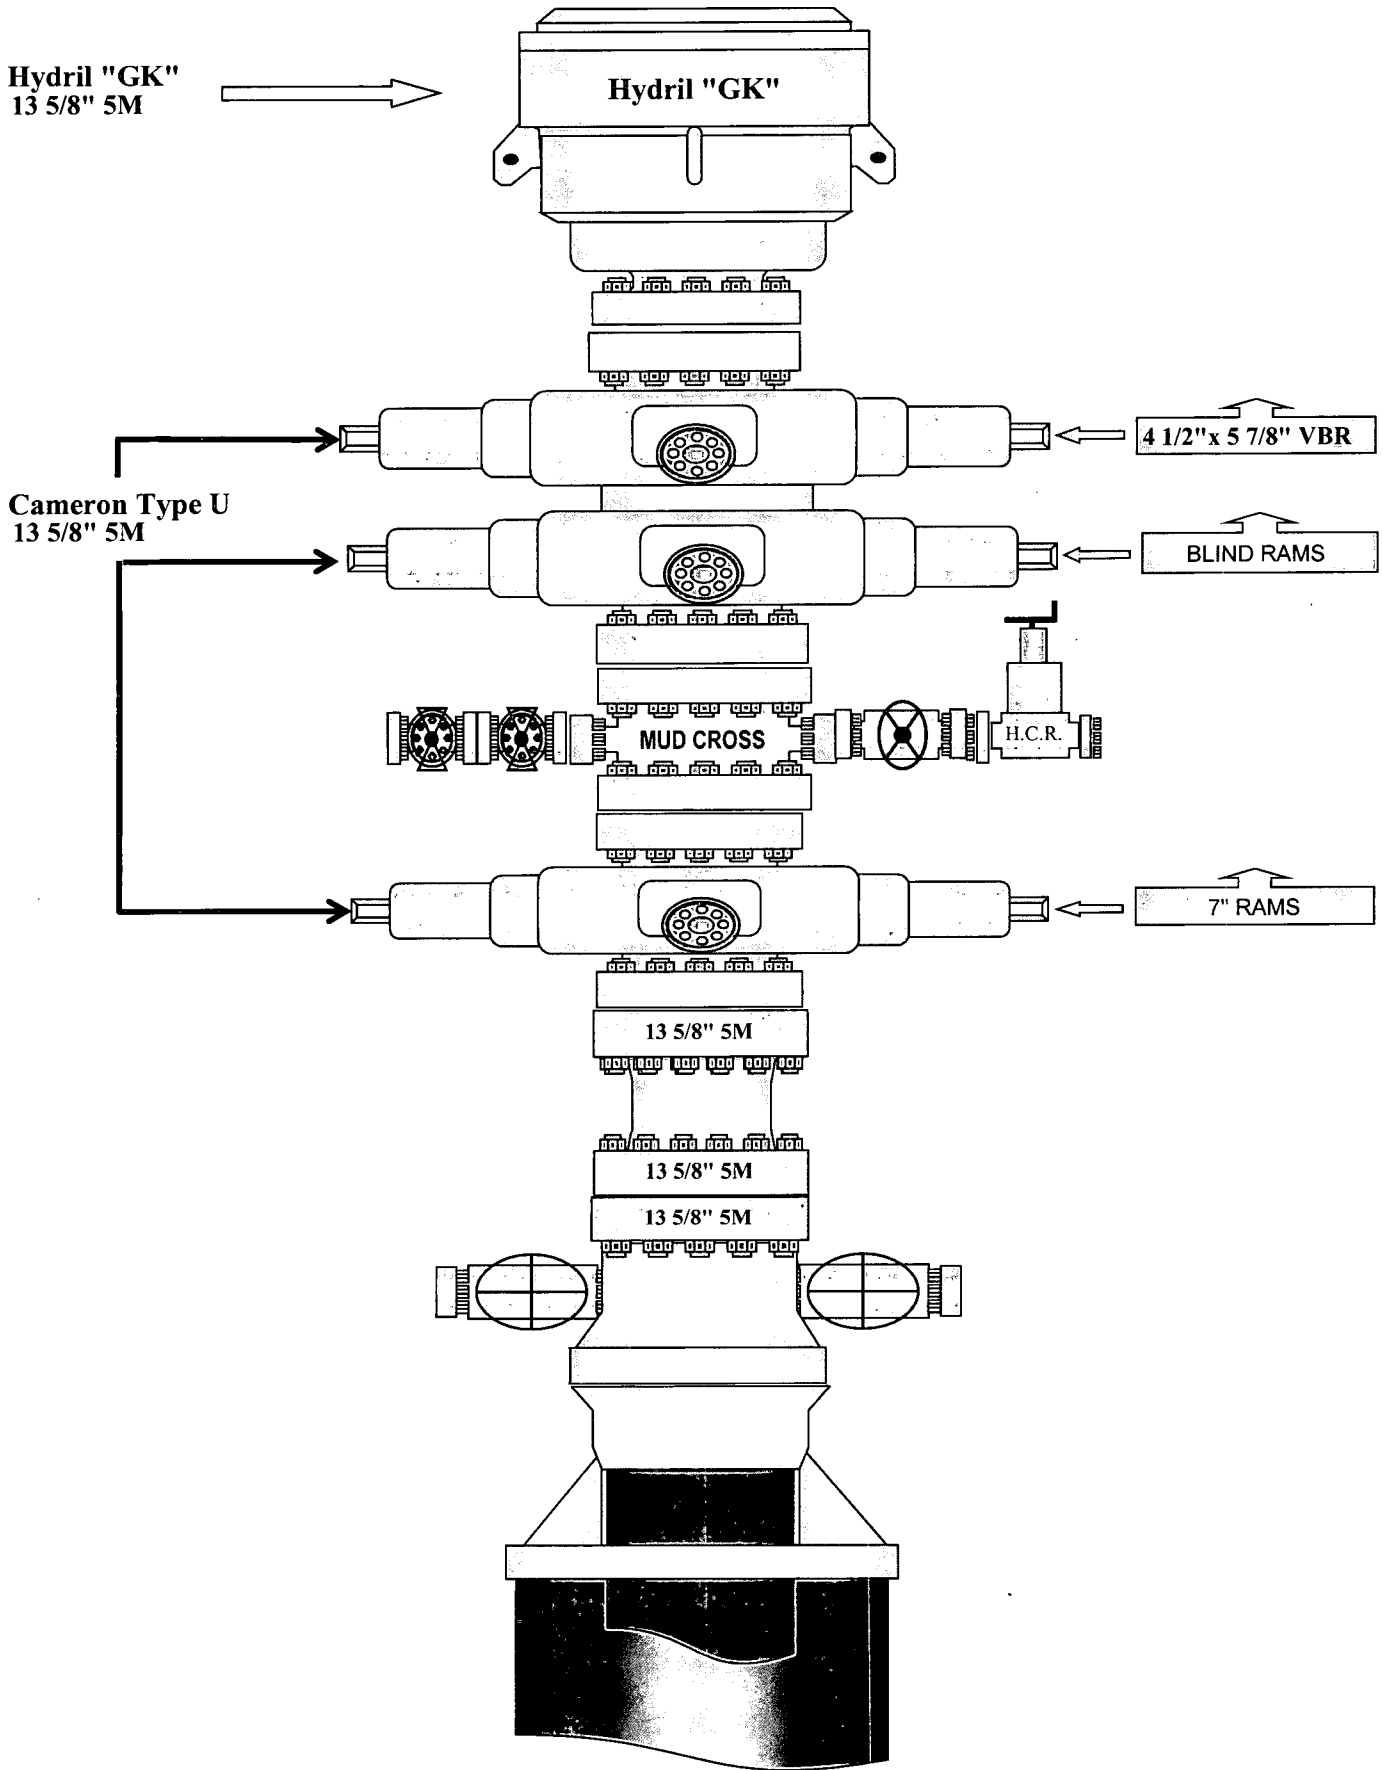 Hydril "GK"
13 5/8" 5M
Hydril "GK"
4 1/2"x 5 7/8" VBR
Cameron Type U
13 5/8" 5M
BLIND RAMS
MUD CROSS
H.C.R.
7" RAMS
13 5/8" 5M
13 5/8" 5M
13 5/8" 5M